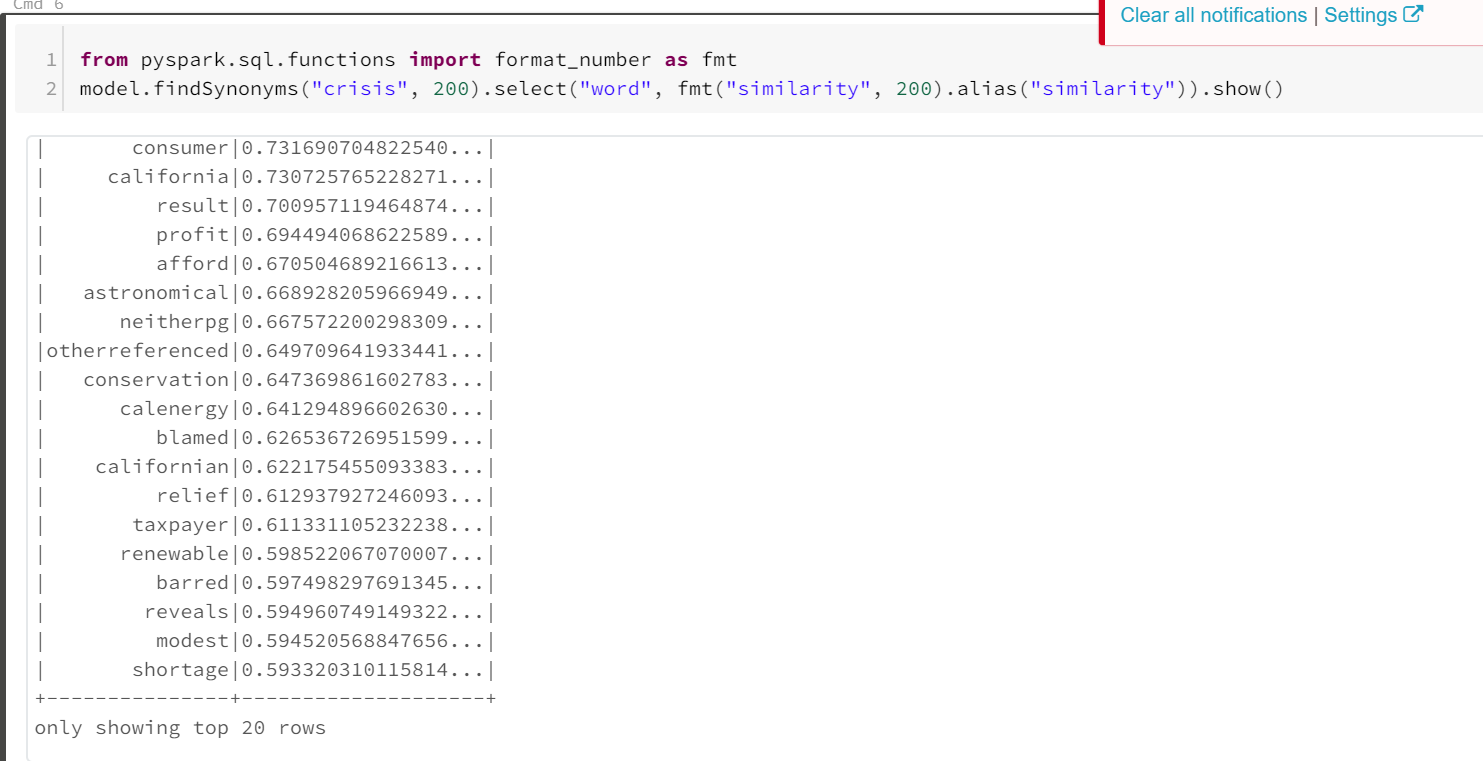 Cmd 6
Clear all notifications | Settings
1 from pyspark.sql.functions import format_number as fmt
2 model.findSynonyms("crisis", 200).select("word", fmt("similarity", 200).alias("similarity")).show()
|       consumer|0.731690704822540...|
|     california|0.730725765228271...|
|         result|0.700957119464874...|
|         profit|0.694494068622589...|
|         afford|0.670504689216613...|
|   astronomical|0.668928205966949...|
|      neitherpg|0.667572200298309...|
|otherreferenced|0.649709641933441...|
|   conservation|0.647369861602783...|
|      calenergy|0.641294896602630...|
|         blamed|0.626536726951599...|
|    californian|0.622175455093383...|
|         relief|0.612937927246093...|
|       taxpayer|0.611331105232238...|
|      renewable|0.598522067070007...|
|         barred|0.597498297691345...|
|        reveals|0.594960749149322...|
|         modest|0.594520568847656...|
|       shortage|0.593320310115814...|
+---------------+--------------------+
only showing top 20 rows